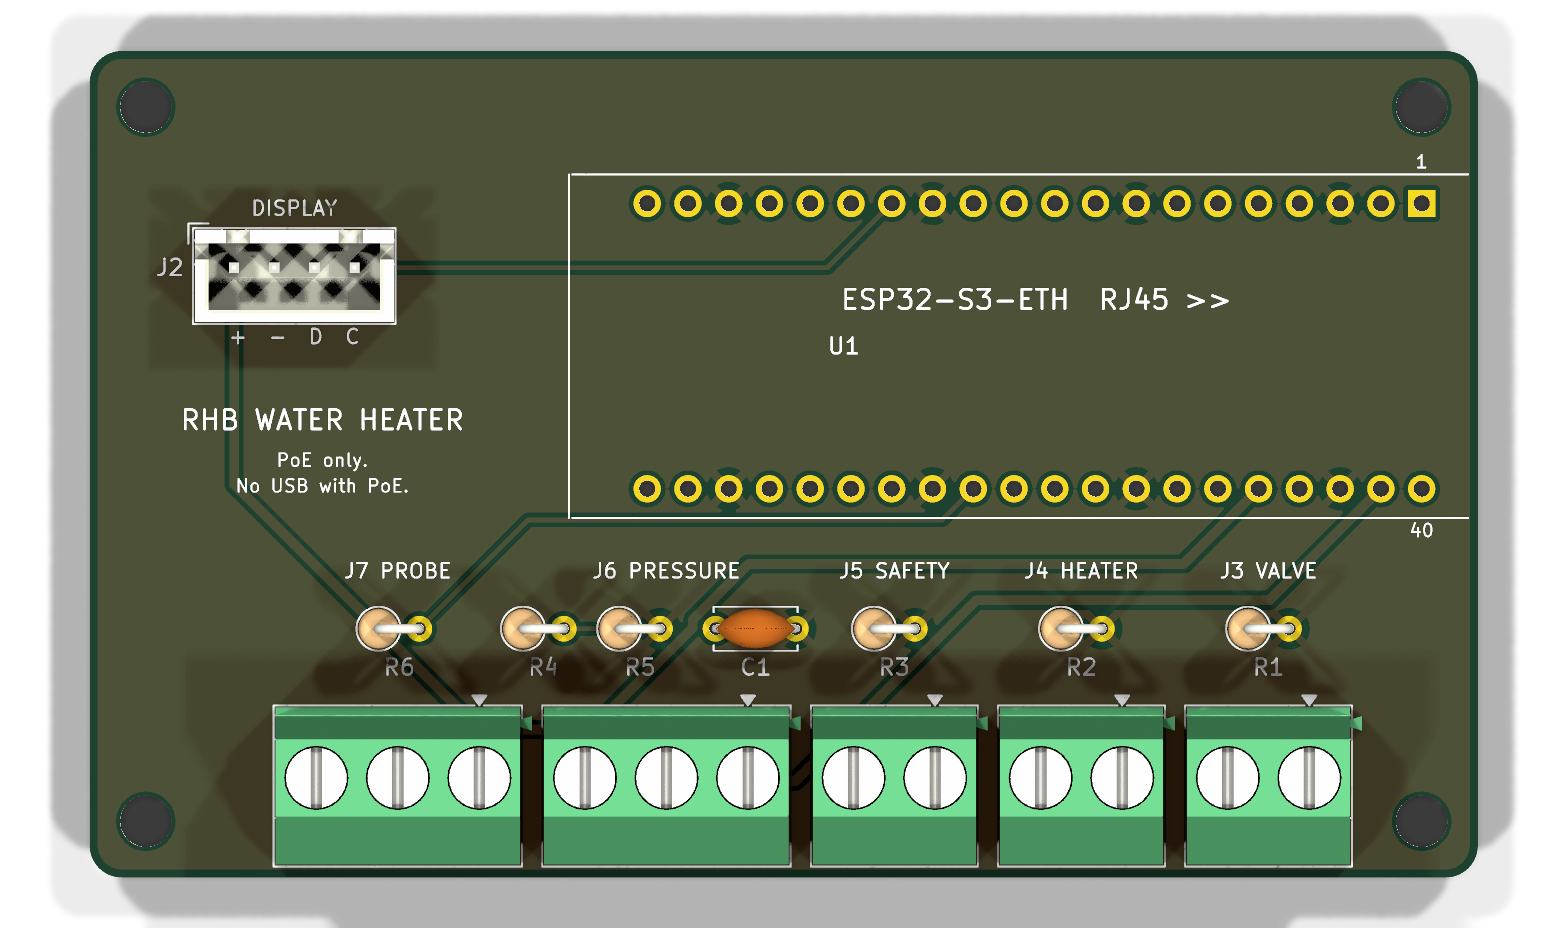 1
DISPLAY
J2
+ - D C
ESP32-S3-ETH RJ45 >>
U1
RHB WATER HEATER
PoE only.
No USB with PoE.
40
J7 PROBE J6 PRESSURE J5 SAFETY J4 HEATER J3 VALVE
R6 R4 R5 C1 R3 R2 R1